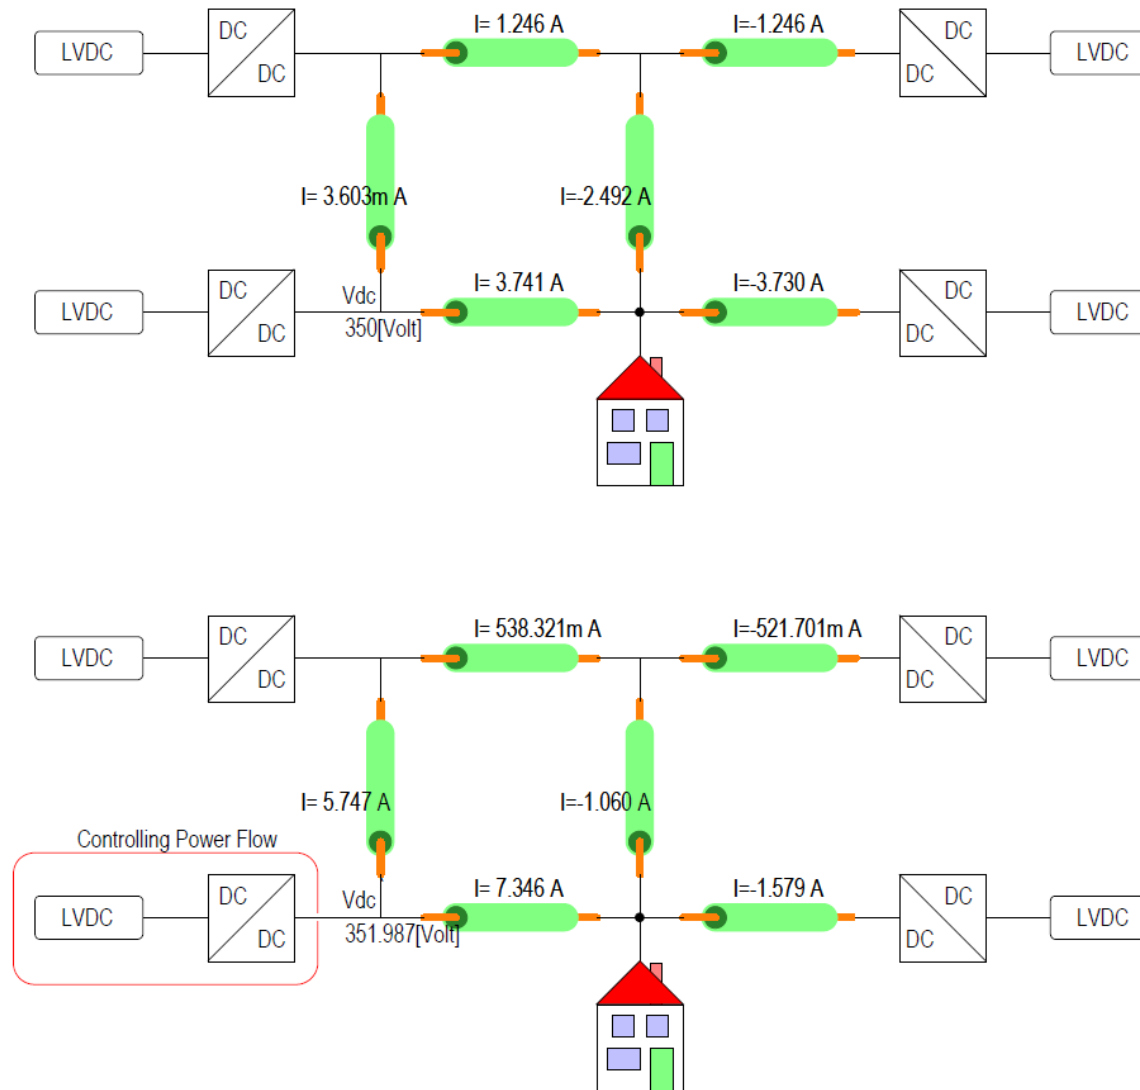 I= 1.246 A
I=-1.246 A
LVDC
DC
DC
DC
DC
LVDC
I= 3.603m A
I=-2.492 A
LVDC
DC
DC
Vdc
350[Volt]
I= 3.741 A
I=-3.730 A
DC
DC
LVDC
I= 538.321m A
I=-521.701m A
LVDC
DC
DC
DC
DC
LVDC
I= 5.747 A
I=-1.060 A
Controlling Power Flow
LVDC
DC
DC
Vdc
351.987[Volt]
I= 7.346 A
I=-1.579 A
DC
DC
LVDC